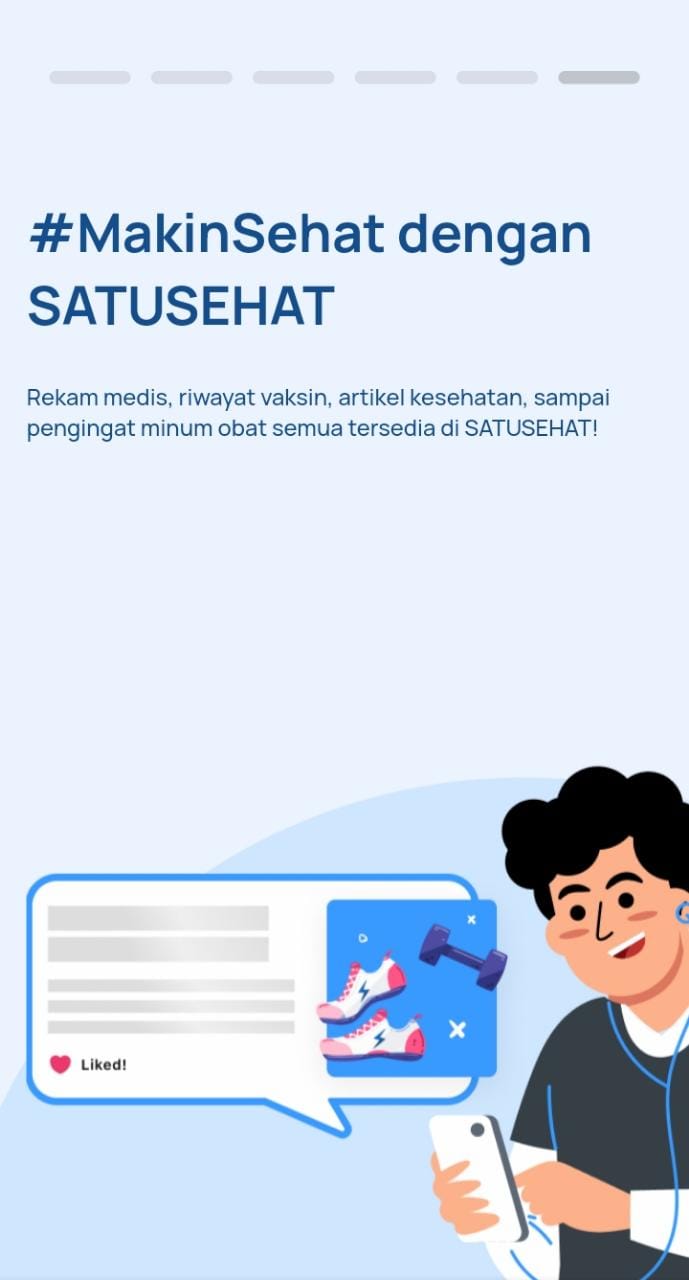 #MakinSehat dengan
SATUSEHAT
Rekam medis, riwayat vaksin, artikel kesehatan, sampai
pengingat minum obat semua tersedia di SATUSEHAT!
Liked!